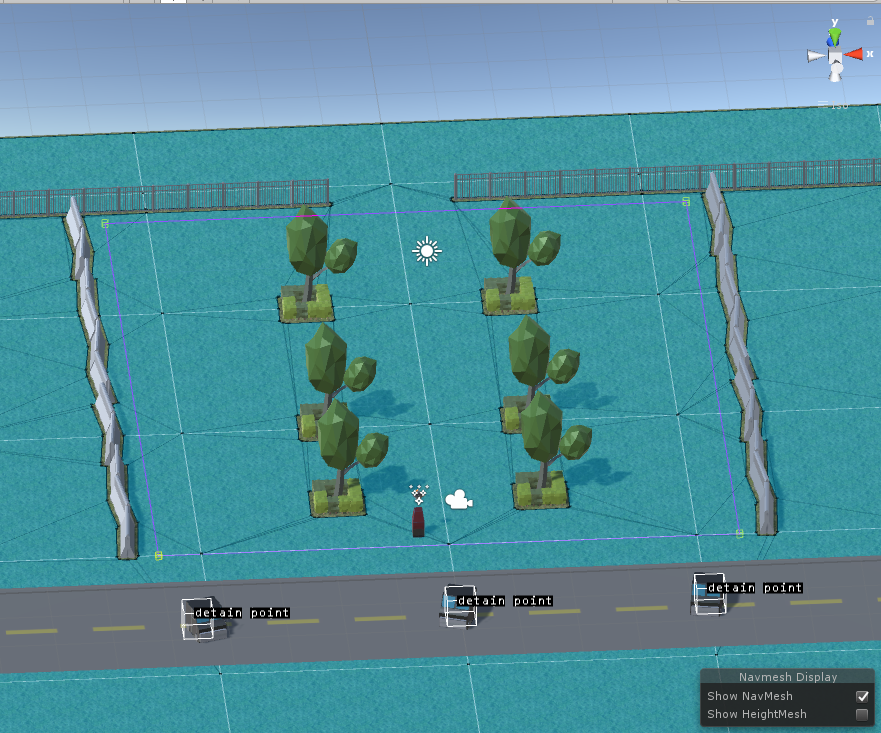 y
x
detain point
detain point
detain point
Navmesh Display
Show NavMesh
Show HeightMesh